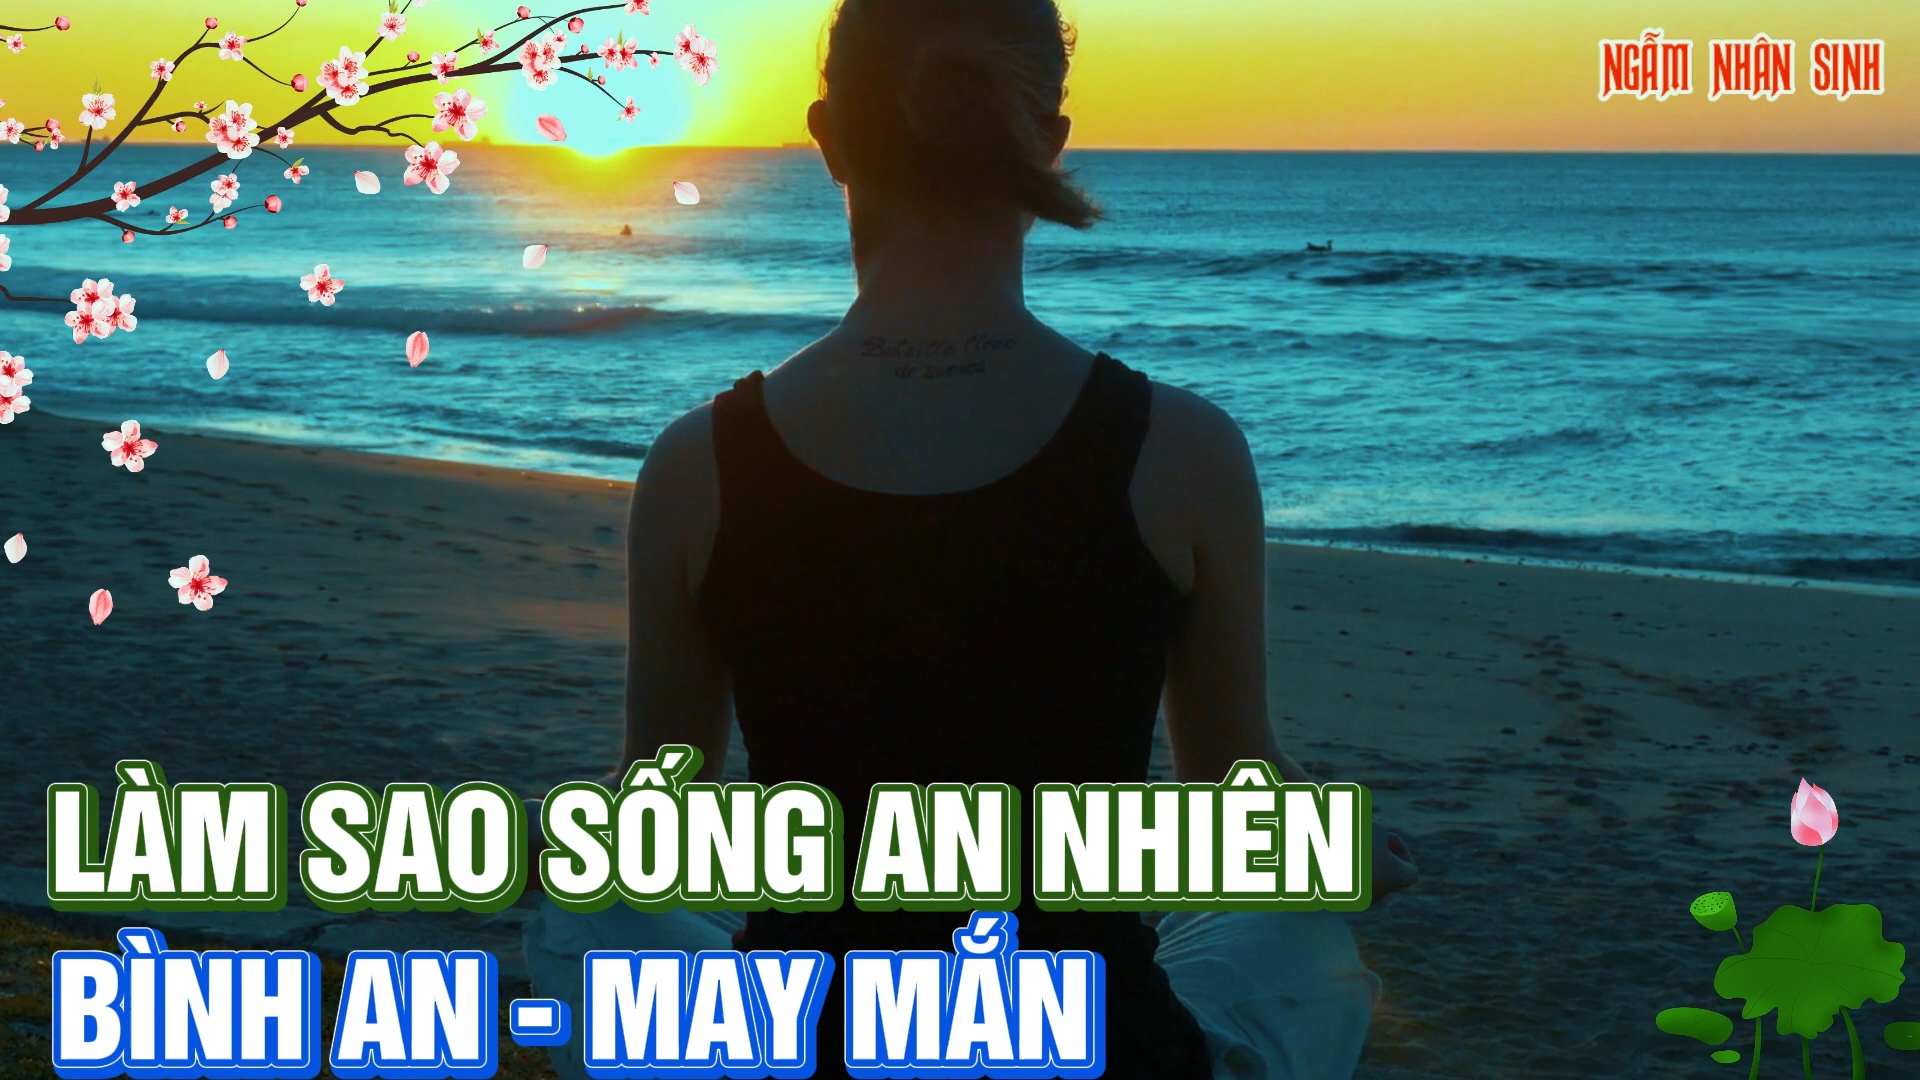 NGẪM NHÂN SINH
LÀM SAO SỐNG AN NHIÊN
BÌNH AN - MAY MẮN